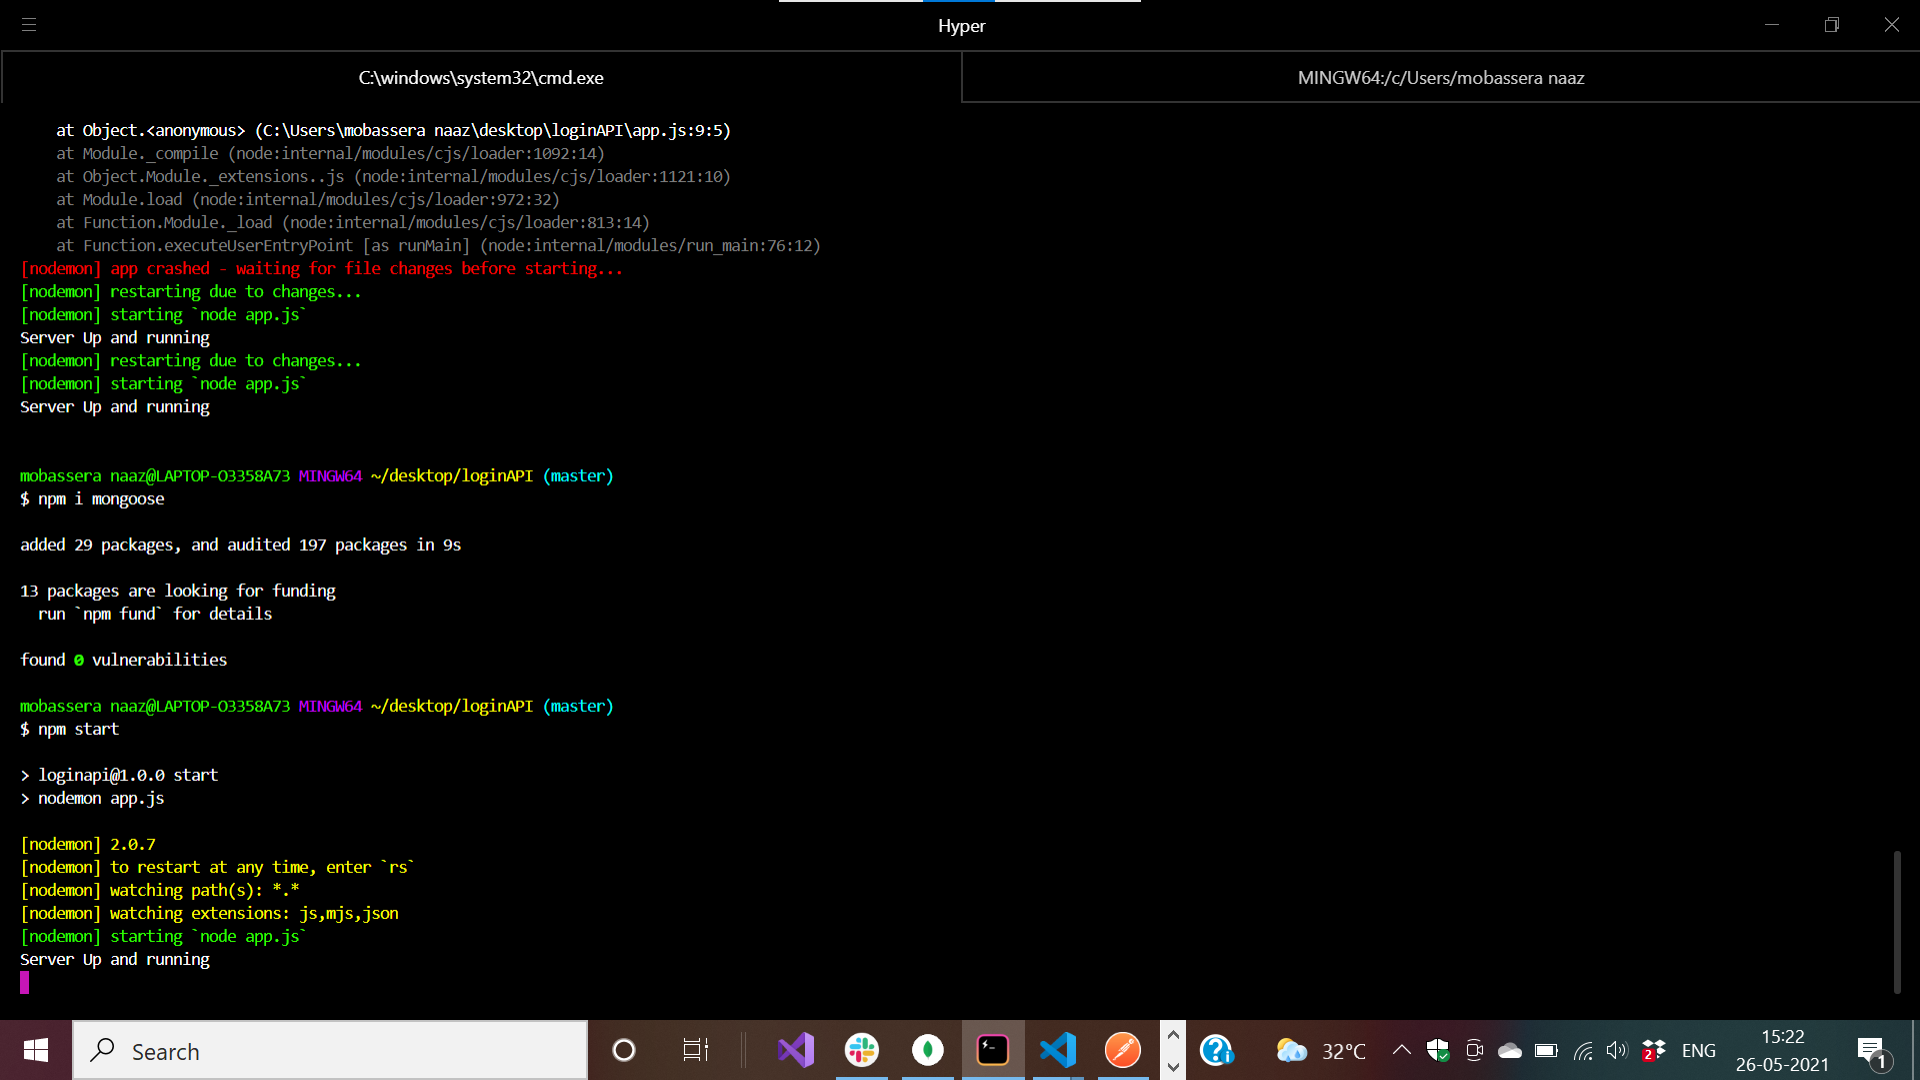 Hyper
C:\windows\system32\cmd.exe
MINGW64:/c/Users/mobassera naaz
at Object.<anonymous> (C:\Users\mobassera naaz\desktop\loginAPI\app.js:9:5)
at Module._compile (node:internal/modules/cjs/loader:1092:14)
at Object.Module._extensions..js (node:internal/modules/cjs/loader:1121:10)
at Module.load (node:internal/modules/cjs/loader:972:32)
at Function.Module._load (node:internal/modules/cjs/loader:813:14)
at Function.executeUserEntryPoint [as runMain] (node:internal/modules/run_main:76:12)
[nodemon] app crashed - waiting for file changes before starting...
[nodemon] restarting due to changes...
[nodemon] starting `node app.js`
Server Up and running
[nodemon] restarting due to changes...
[nodemon] starting `node app.js`
Server Up and running
mobassera naaz@LAPTOP-O3358A73 MINGW64 ~/desktop/loginAPI (master)
$ npm i mongoose
added 29 packages, and audited 197 packages in 9s
13 packages are looking for funding
run `npm fund` for details
found 0 vulnerabilities
mobassera naaz@LAPTOP-O3358A73 MINGW64 ~/desktop/loginAPI (master)
$ npm start
> loginapi@1.0.0 start
> nodemon app.js
[nodemon] 2.0.7
[nodemon] to restart at any time, enter `rs`
[nodemon] watching path(s): *.*
[nodemon] watching extensions: js,mjs,json
[nodemon] starting `node app.js`
Server Up and running
Search
32°C
2
ENG
15:22
26-05-2021
1